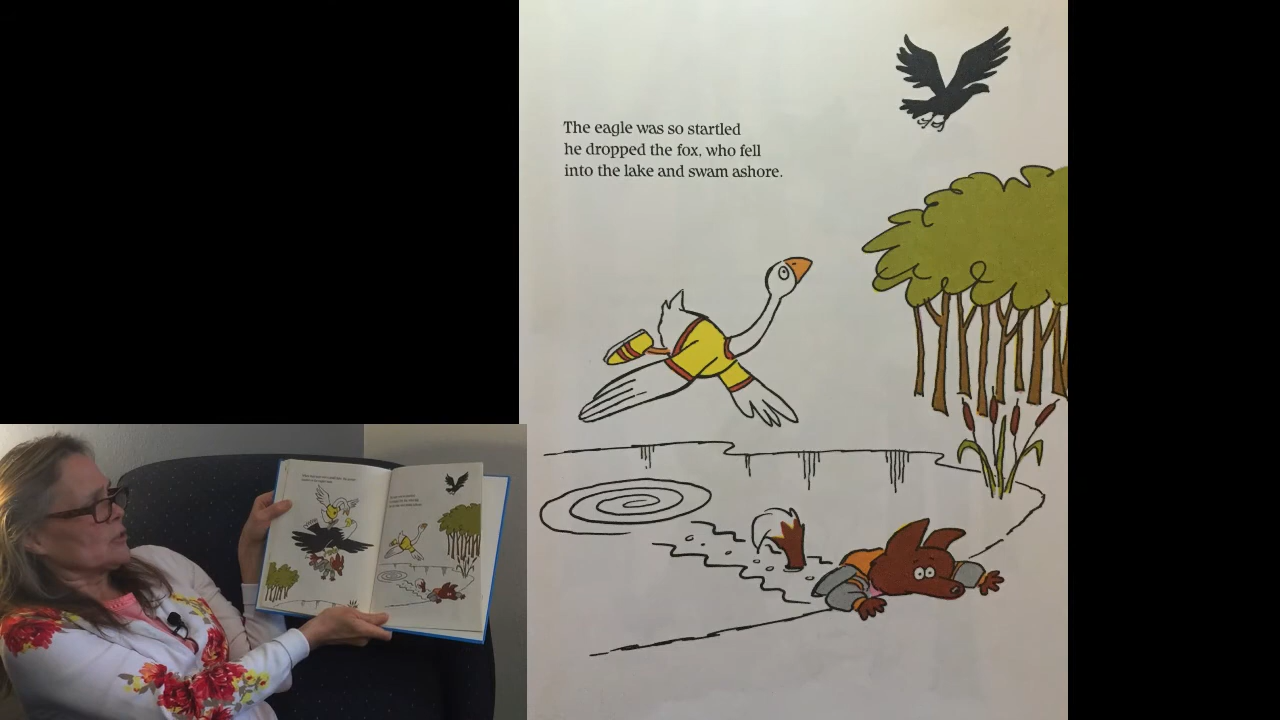 The eagle was so startled
he dropped the fox, who fell
into the lake and swam ashore.